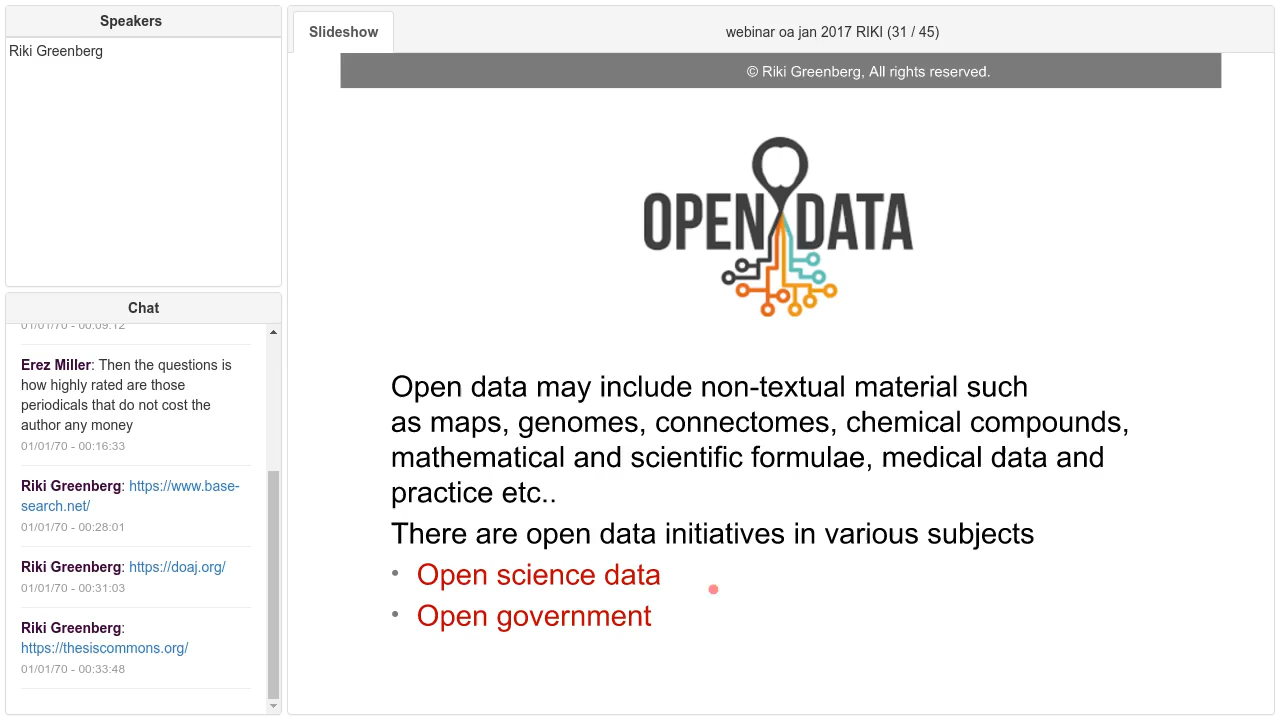 Speakers
Riki Greenberg
Chat
01/01/70 - 00:09:12
Erez Miller: Then the questions is
how highly rated are those
periodicals that do not cost the
author any money
01/01/70 - 00:16:33
Riki Greenberg: https://www.base-
search.net/
01/01/70 - 00:28:01
Riki Greenberg: https://doaj.org/
01/01/70 - 00:31:03
Riki Greenberg:
https://thesiscommons.org/
01/01/70 - 00:33:48
Slideshow
webinar oa jan 2017 RIKI (31 / 45)
© Riki Greenberg, All rights reserved.
OPEN DATA
Open data may include non-textual material such
as maps, genomes, connectomes, chemical compounds,
mathematical and scientific formulae, medical data and
practice etc..
There are open data initiatives in various subjects
• Open science data
• Open government